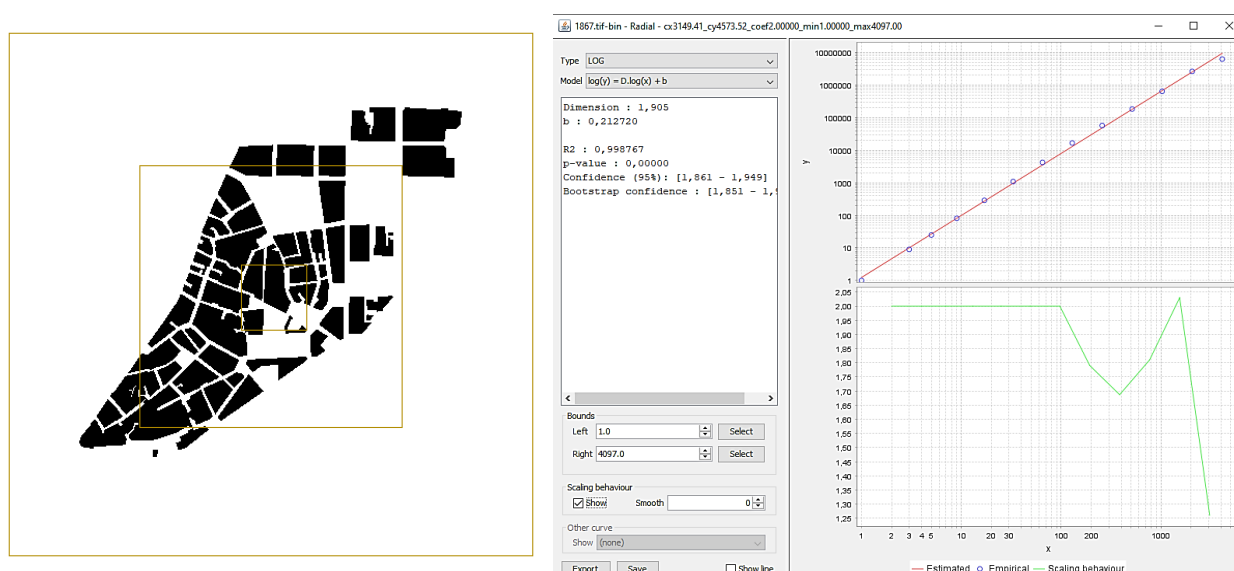 1867.tif-bin - Radial - cx3149.41_cy4573.52_coef2.00000_min1.00000_max4097.00
Type LOG
Model log(y) = D.log(x) + b
Dimension : 1,905
b : 0,212720
R2 : 0,998767
p-value : 0,00000
Confidence (95%): [1,861 - 1,949]
Bootstrap confidence : [1,851 - 1,
Bounds
Left 1.0 Select
Right 4097.0 Select
Scaling behaviour
Show Smooth 0
Other curve
Show (none)
Export Save Show line
10000000
1000000
100000
10000
1000
100
10
1
y
2,05
2,00
1,95
1,90
1,85
1,80
1,75
1,70
1,65
1,60
1,55
1,50
1,45
1,40
1,35
1,30
1,25
1 2 3 4 5 10 20 30 100 1000
x
Estimated Empirical Scaling behaviour